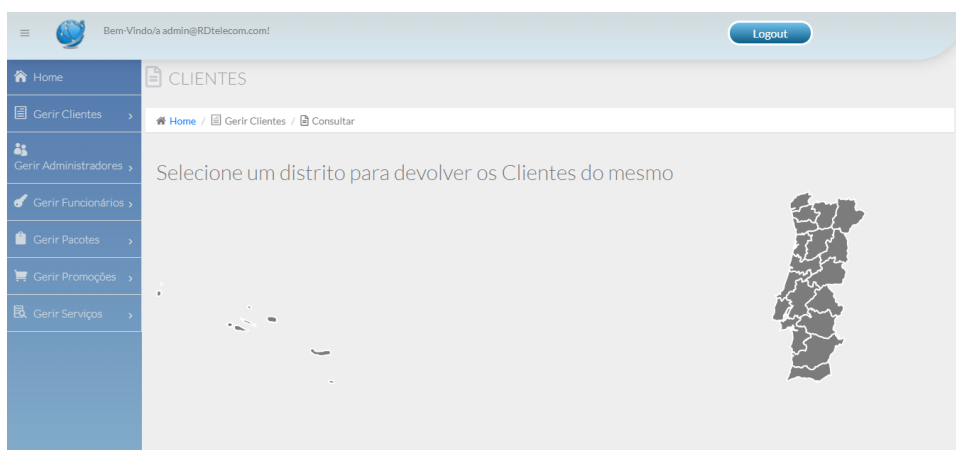 Bem-Vindo/a admin@RDtelecom.com!
Logout
Home
Gerir Clientes
Gerir Administradores
Gerir Funcionários
Gerir Pacotes
Gerir Promoções
Gerir Serviços
CLIENTES
Home / Gerir Clientes / Consultar
Selecione um distrito para devolver os Clientes do mesmo